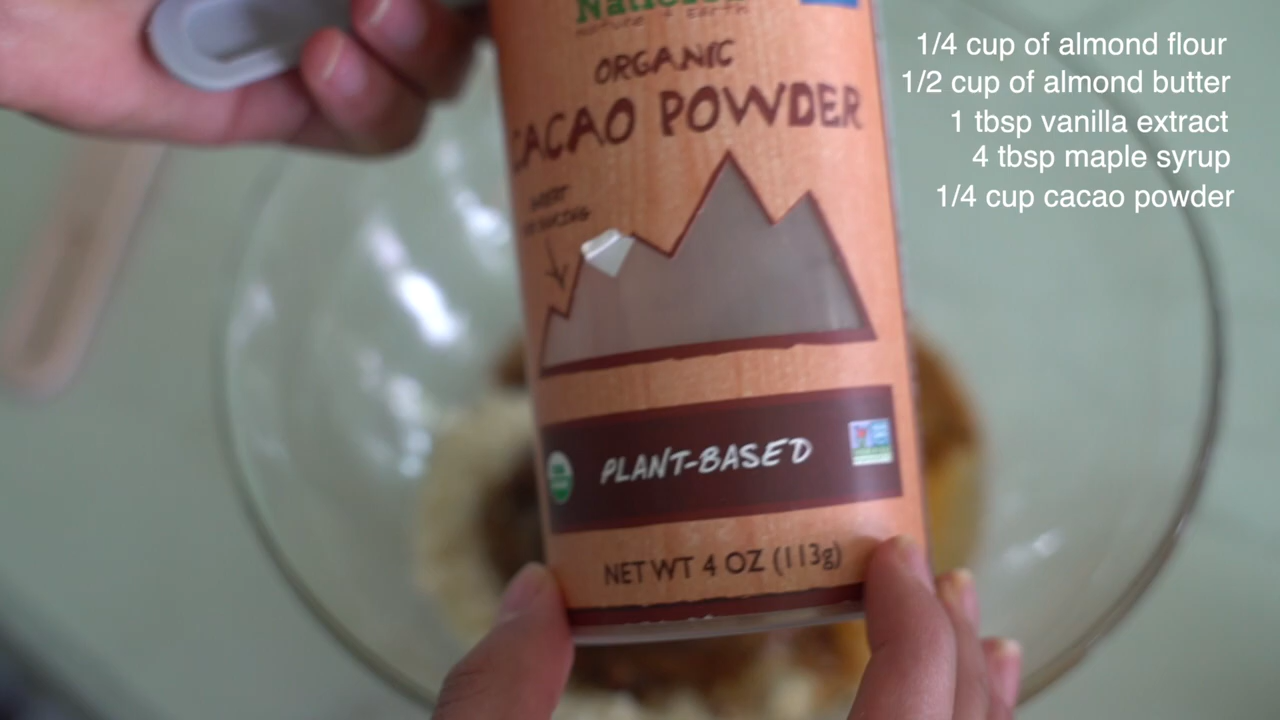 ORGANIC
CACAO POWDER
PLANT-BASED
NET WT 4 OZ (113g)
1/4 cup of almond flour
1/2 cup of almond butter
1 tbsp vanilla extract
4 tbsp maple syrup
1/4 cup cacao powder